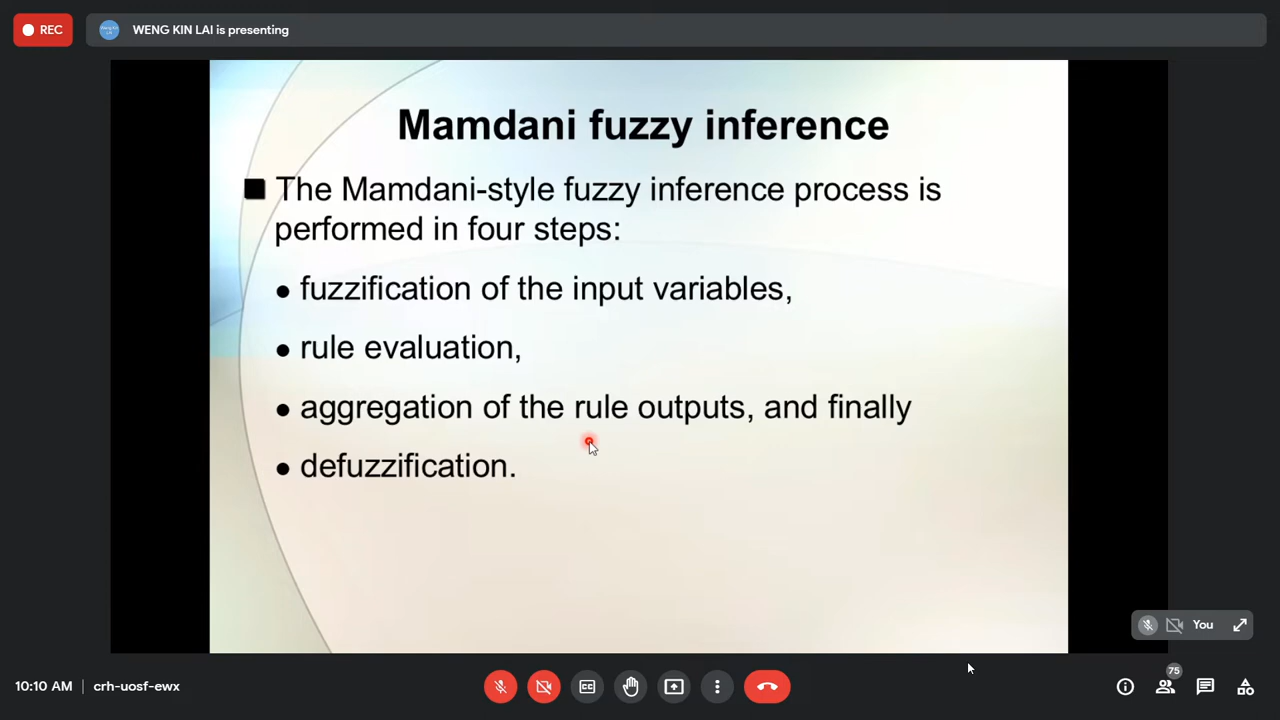 REC
WENG KIN LAI is presenting
Mamdani fuzzy inference
The Mamdani-style fuzzy inference process is
performed in four steps:
fuzzification of the input variables,
rule evaluation,
aggregation of the rule outputs, and finally
defuzzification.
You
75
10:10 AM | crh-uosf-ewx